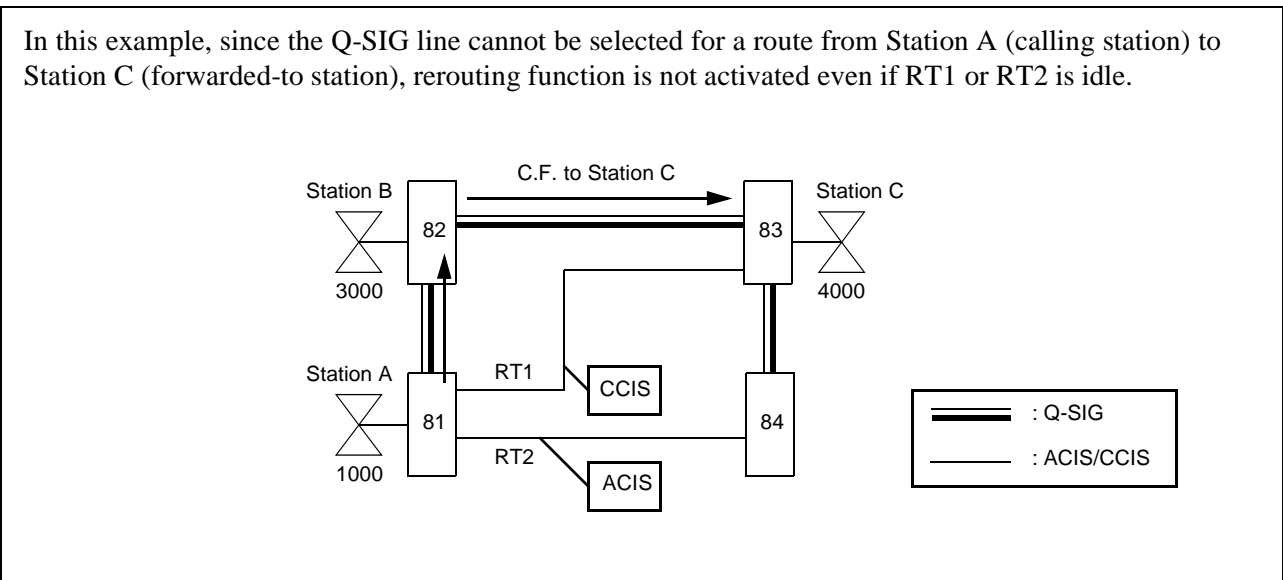 In this example, since the Q-SIG line cannot be selected for a route from Station A (calling station) to
Station C (forwarded-to station), rerouting function is not activated even if RT1 or RT2 is idle.
C.F. to Station C
Station B
Station C
82
83
3000
4000
Station A
RT1
CCIS
81
84
: Q-SIG
RT2
: ACIS/CCIS
1000
ACIS